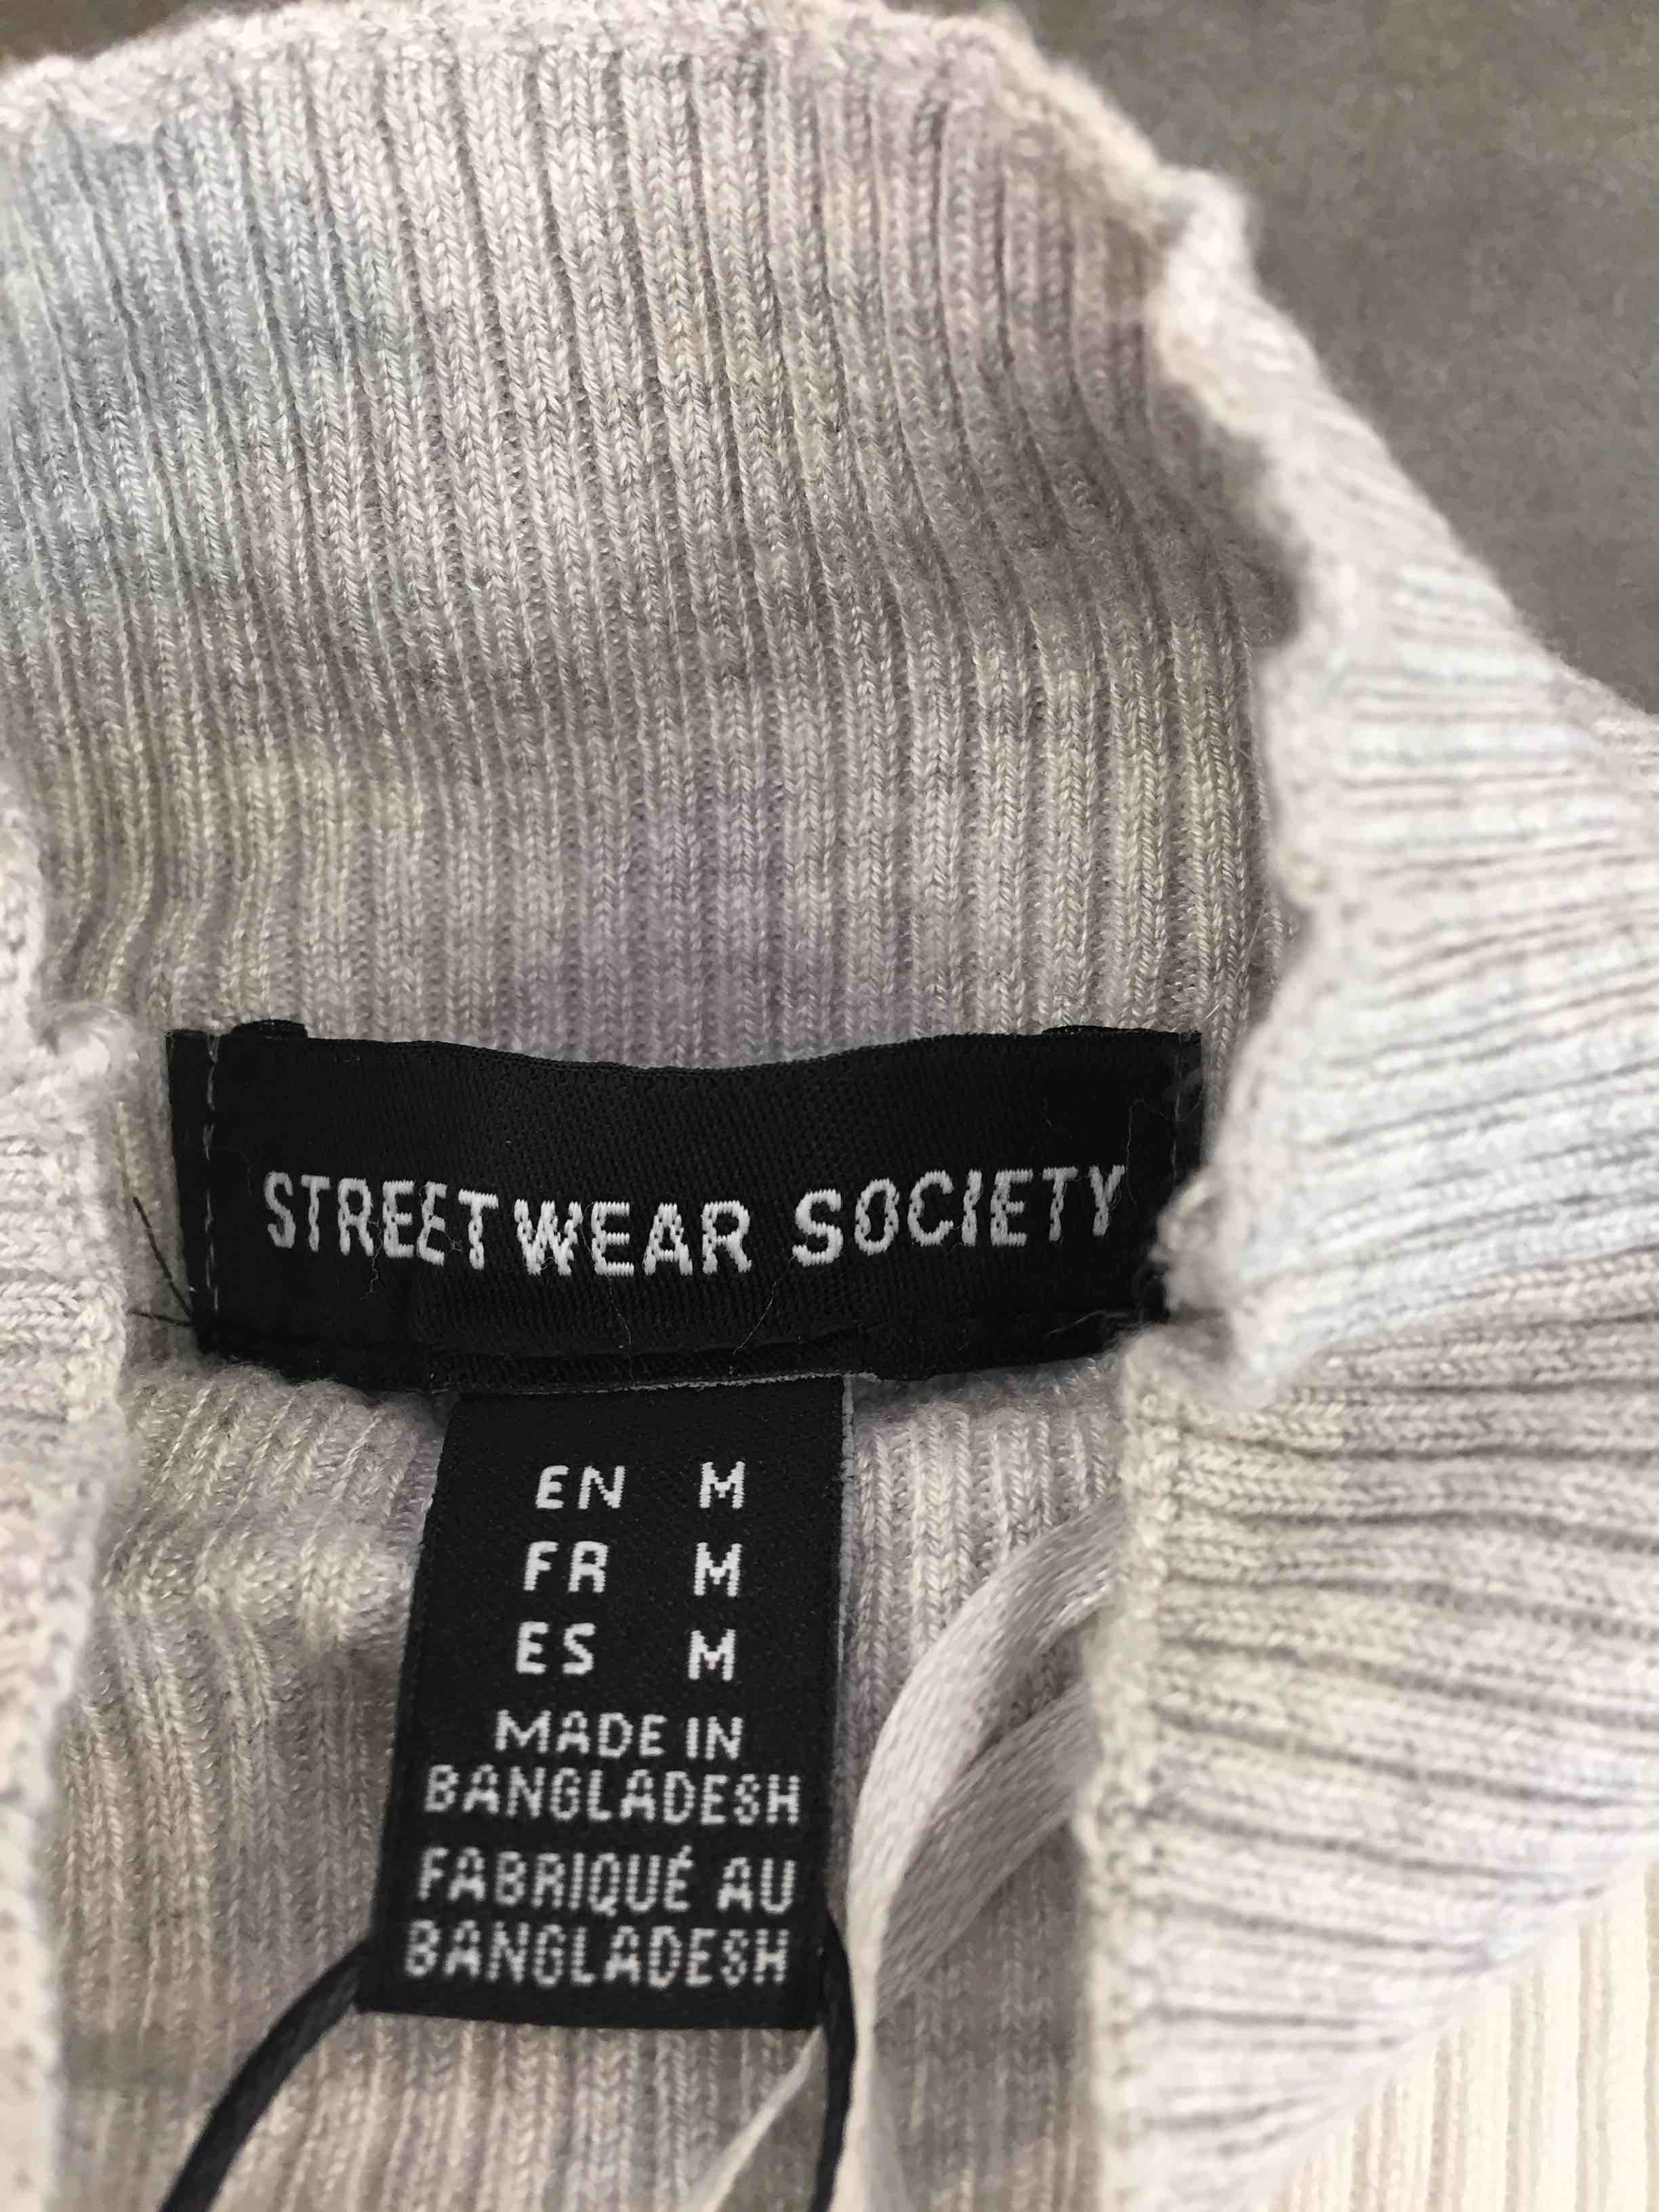 STREETWEAR SOCIETY
EN M
FR M
ES M
MADE IN
BANGLADESH
FABRIQUÉ AU
BANGLADESH